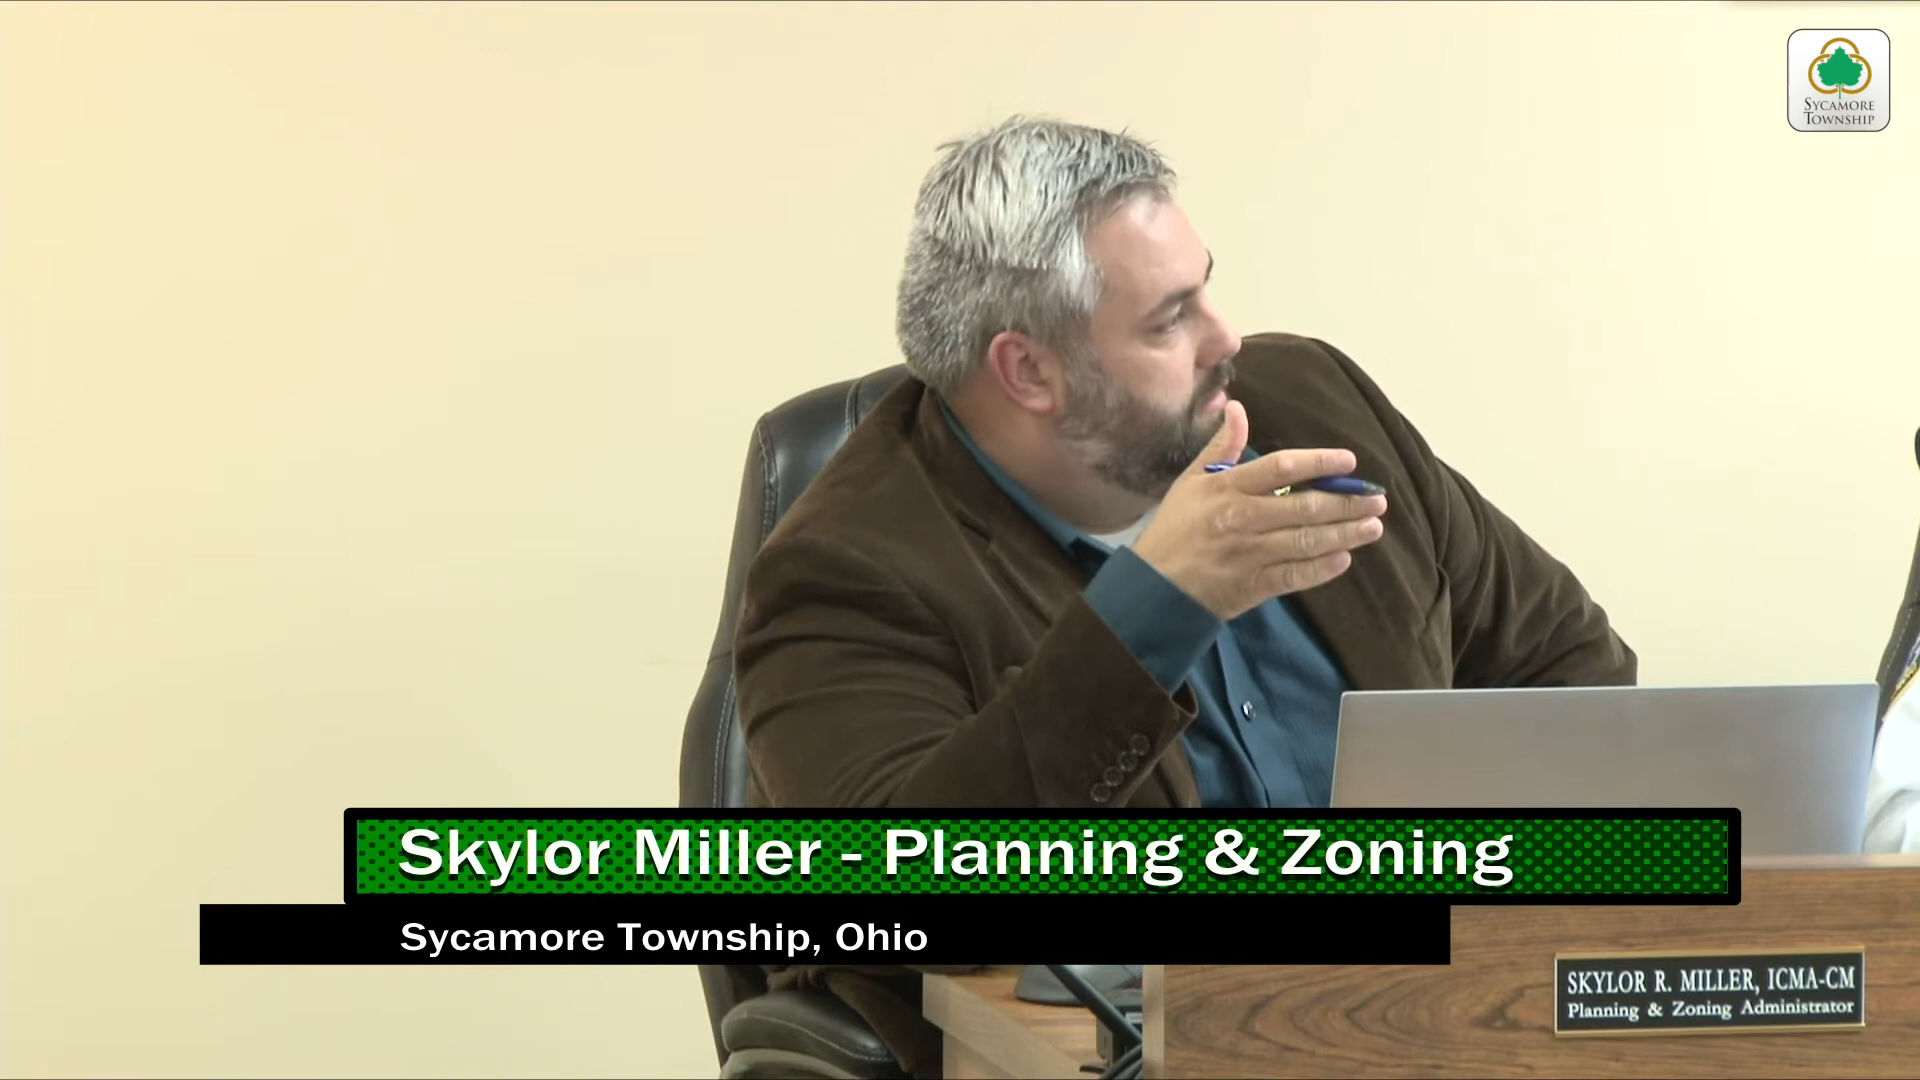 SYCAMORE
TOWNSHIP
Skylor Miller - Planning & Zoning
Sycamore Township, Ohio
SKYLOR R. MILLER, ICMA-CM
Planning & Zoning Administrator